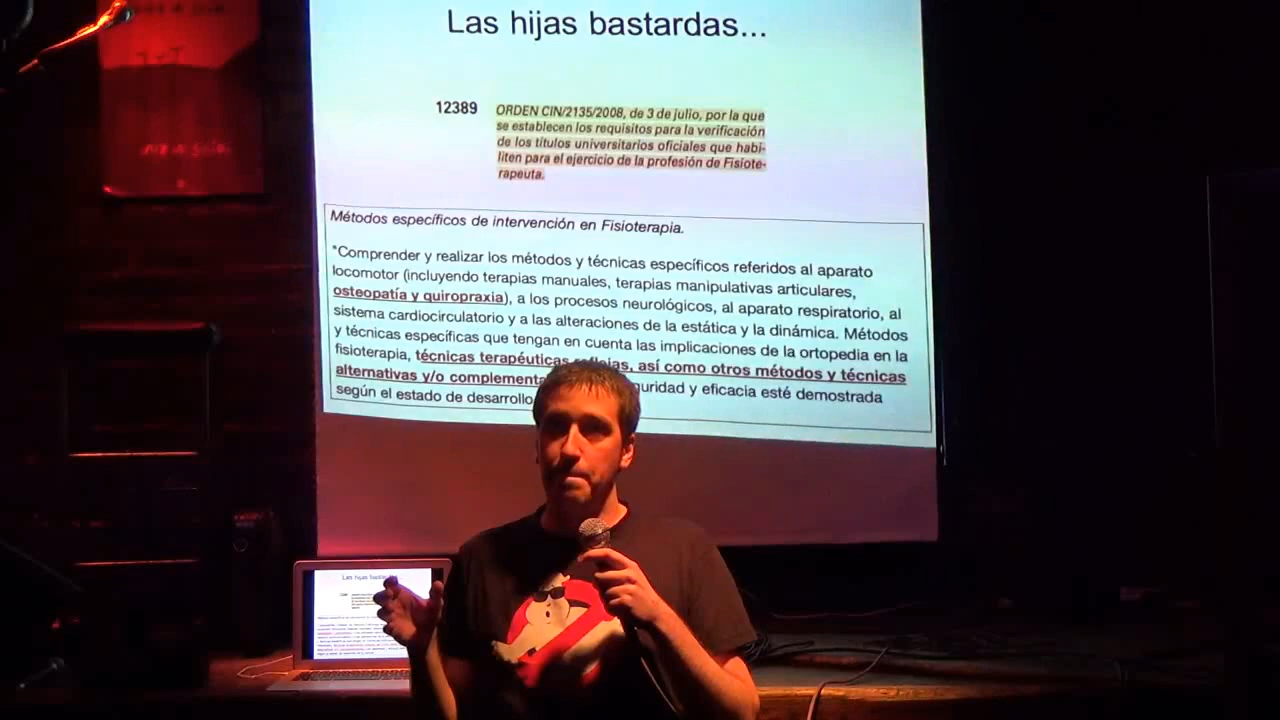 Las hijas bastardas...
12389 ORDEN CIN/2135/2008, de 3 de julio, por la que
se establecen los requisitos para la verificación
de los títulos universitarios oficiales que habi-
liten para el ejercicio de la profesión de Fisiote-
rapeuta.
Métodos específicos de intervención en Fisioterapia.
"Comprender y realizar los métodos y técnicas específicos referidos al aparato
locomotor (incluyendo terapias manuales, terapias manipulativas articulares,
osteopatía y quiropraxia), a los procesos neurológicos, al aparato respiratorio, al
sistema cardiocirculatorio y a las alteraciones de la estática y la dinámica. Métodos
y técnicas específicas que tengan en cuenta las implicaciones de la ortopedia en la
fisioterapia, técnicas terapéuticas reflejas, así como otros métodos y técnicas
alternativas y/o complementa uridad y eficacia esté demostrada
según el estado de desarrollo
Las hijas